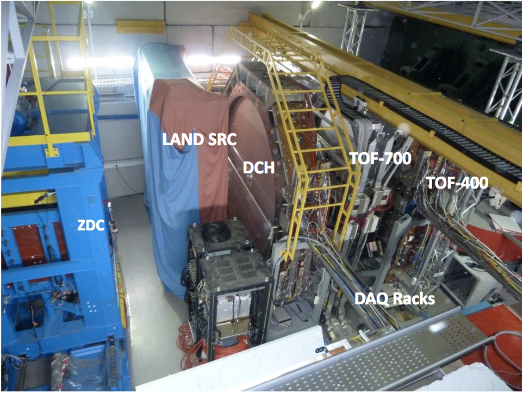 LAND SRC
DCH
TOF-700
TOF-400
ZDC
DAQ Racks